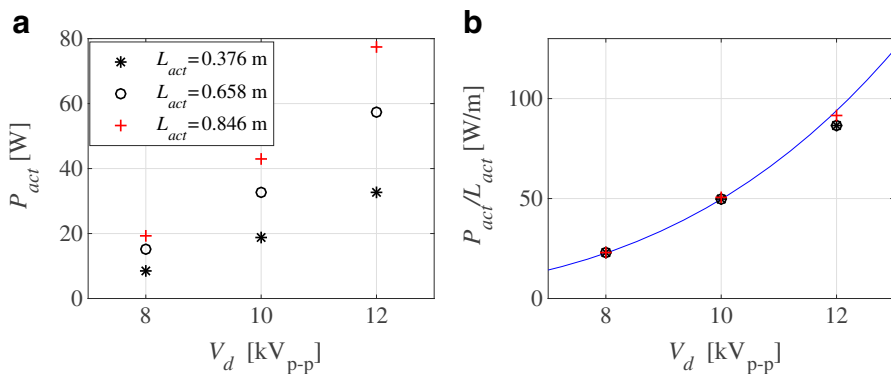 a
80
60
40
20
0
P_act [W]
L_act=0.376 m
L_act=0.658 m
L_act=0.846 m
8 10 12
V_d [kV_p-p]
b
100
50
0
P_act/L_act [W/m]
8 10 12
V_d [kV_p-p]